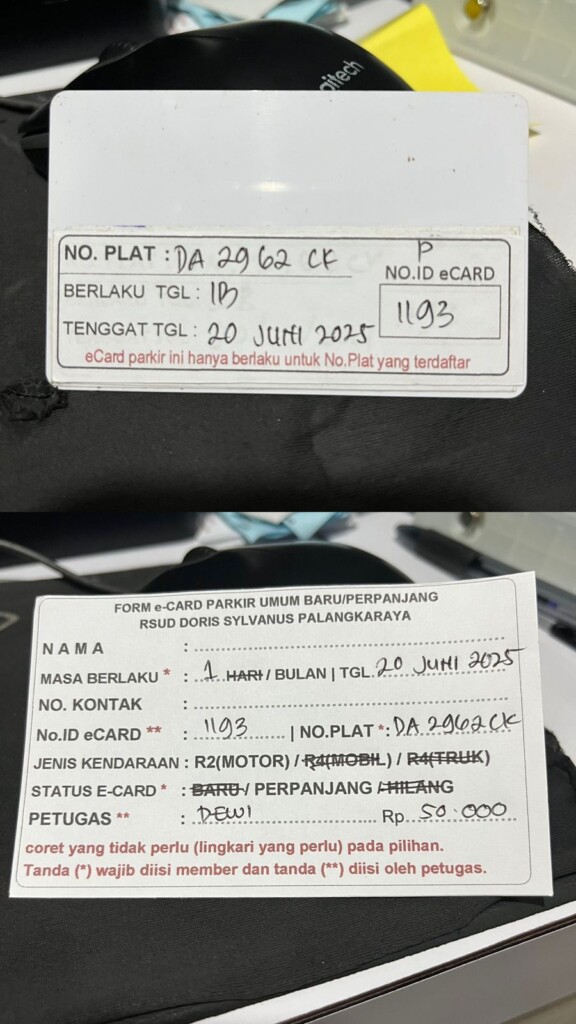 gitech
NO. PLAT : DA 2962 CK
P
NO.ID eCARD
BERLAKU TGL : 1B
1193
TENGGAT TGL : 20 JUNI 2025
eCard parkir ini hanya berlaku untuk No.Plat yang terdaftar
FORM e-CARD PARKIR UMUM BARU/PERPANJANG
RSUD DORIS SYLVANUS PALANGKARAYA
N A M A :
MASA BERLAKU * : 1 HARI / BULAN | TGL. 20 JUNI 2025
NO. KONTAK :
No.ID eCARD ** : 1193 | NO.PLAT *: DA 2962 CK
JENIS KENDARAAN : R2(MOTOR) / R4(MOBIL) / R4(TRUK)
STATUS E-CARD * : BARU / PERPANJANG / HILANG
PETUGAS ** : DEWI Rp. 50.000
coret yang tidak perlu (lingkari yang perlu) pada pilihan.
Tanda (*) wajib diisi member dan tanda (**) diisi oleh petugas.